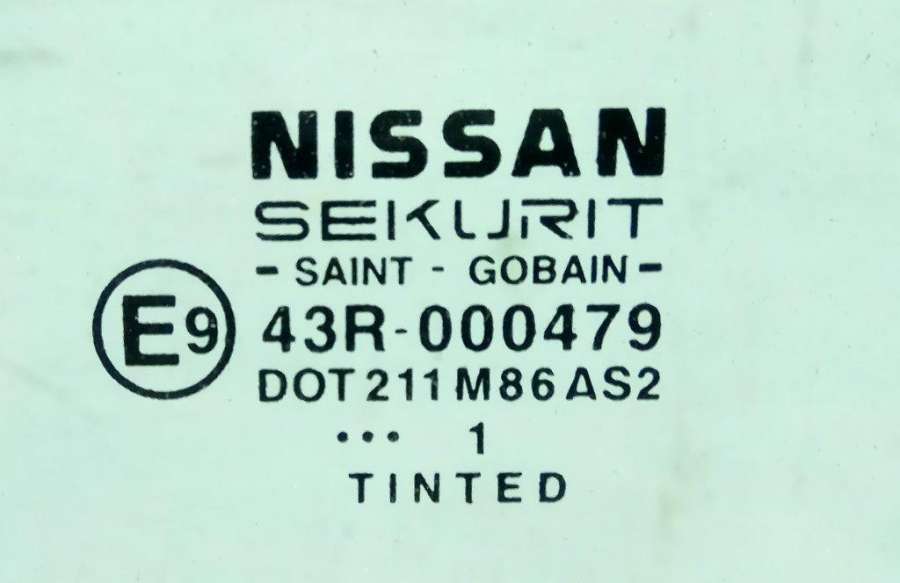 NISSAN
SEKURIT
- SAINT - GOBAIN -
E9 43R-000479
DOT 211 M86 AS2
... 1
TINTED